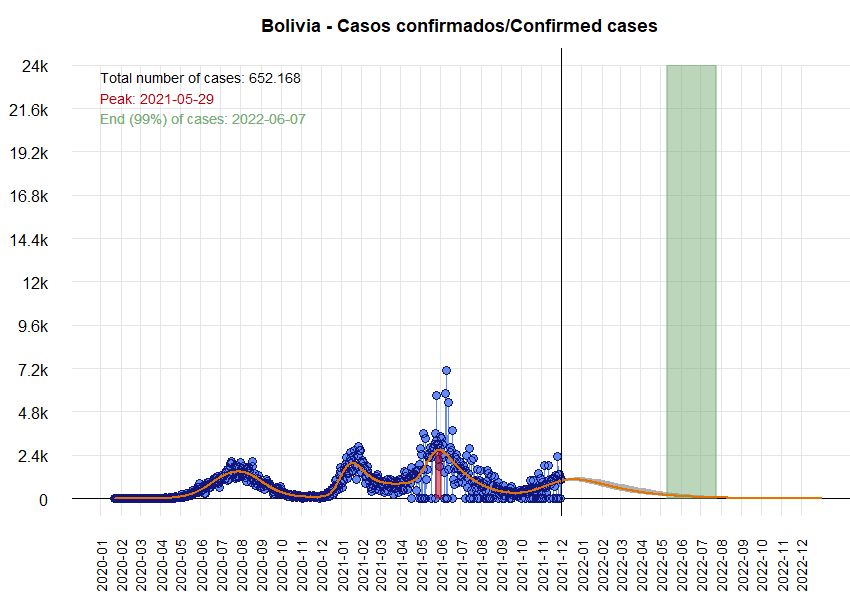 Bolivia - Casos confirmados/Confirmed cases
24k
Total number of cases: 652.168
Peak: 2021-05-29
End (99%) of cases: 2022-06-07
21.6k
19.2k
16.8k
14.4k
12k
9.6k
7.2k
4.8k
2.4k
0
2020-01
2020-02
2020-03
2020-04
2020-05
2020-06
2020-07
2020-08
2020-09
2020-10
2020-11
2020-12
2021-01
2021-02
2021-03
2021-04
2021-05
2021-06
2021-07
2021-08
2021-09
2021-10
2021-11
2021-12
2022-01
2022-02
2022-03
2022-04
2022-05
2022-06
2022-07
2022-08
2022-09
2022-10
2022-11
2022-12